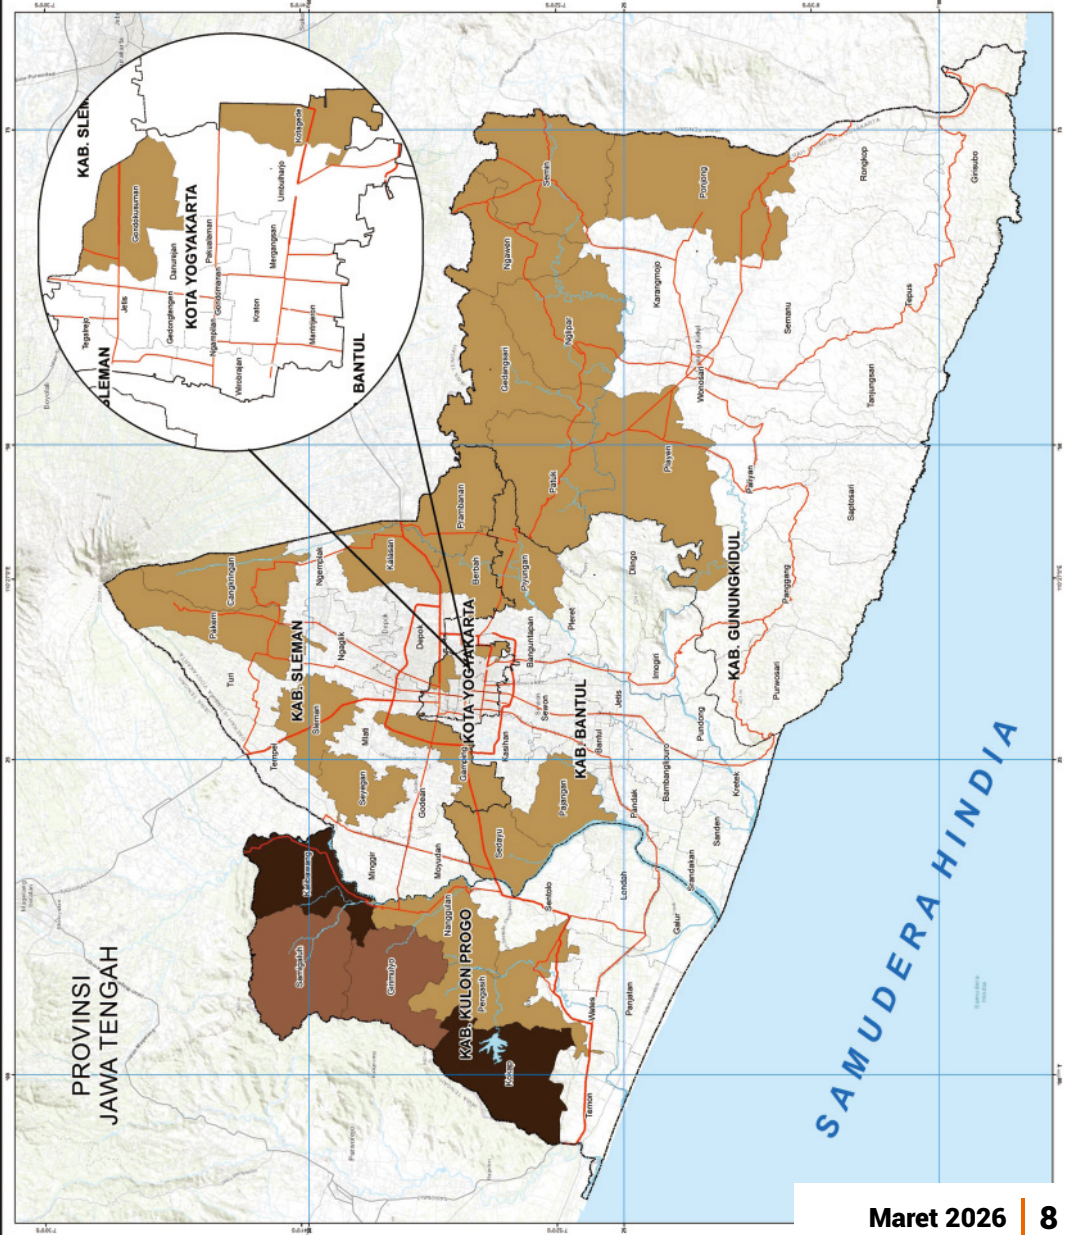 PROVINSI
JAWA TENGAH
KAB. SLEM
KOTA YOGYAKARTA
SLEMAN
BANTUL
Tegalrejo
Jetis
Gondokusuman
Danurejan
Gedongtengen
Pakualaman
Gondomanan
Ngampilan
Wirobrajan
Kraton
Mergangsan
Umbulharjo
Kotagede
Mantrijeron
KAB. SLEMAN
Cangkringan
Pakem
Turi
Tempel
Sleman
Ngaglik
Ngemplak
Kalasan
Prambanan
Berbah
Depok
Depok
Mlati
Seyegan
Godean
Gamping
Minggir
Moyudan
KOTA YOGYAKARTA
KAB. BANTUL
Sedayu
Kasihan
Pajangan
Sewon
Banguntapan
Piyungan
Pleret
Dlingo
Imogiri
Jetis
Bantul
Bambanglipuro
Pandak
Pundong
Kretek
Sanden
Srandakan
KAB. KULON PROGO
Kalibawang
Samigaluh
Girimulyo
Nanggulan
Pengasih
Kokap
Sentolo
Lendah
Galur
Panjatan
Wates
Temon
KAB. GUNUNGKIDUL
Semin
Ponjong
Ngawen
Nglipar
Gedangsari
Patuk
Playen
Karangmojo
Wonosari
Semanu
Rongkop
Girisubo
Tepus
Tanjungsari
Paliyan
Saptosari
Panggang
Purwosari
SAMUDERA HINDIA
Maret 2026
8